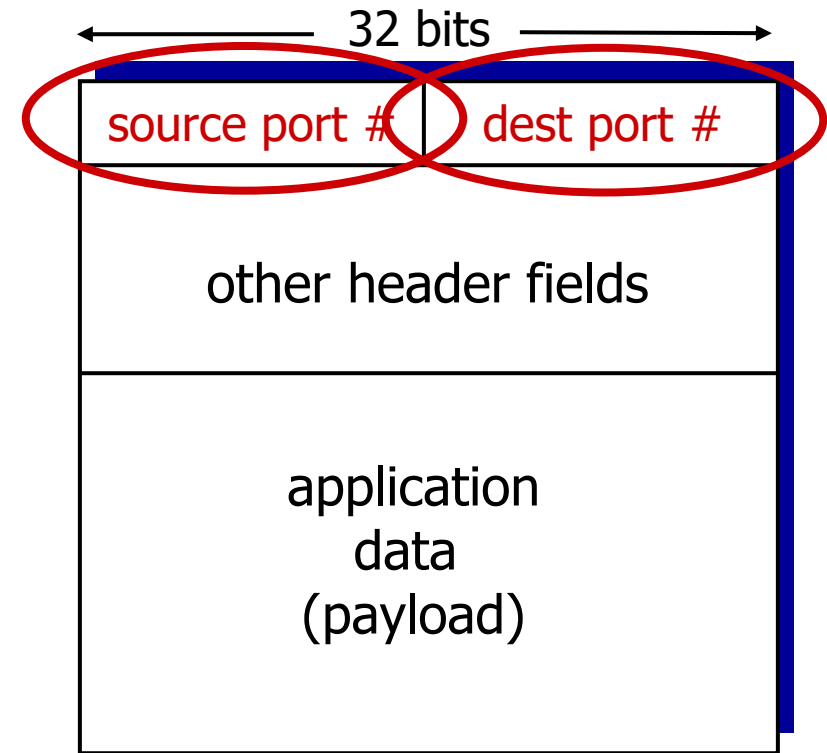 32 bits
source port # dest port #
other header fields
application
data
(payload)